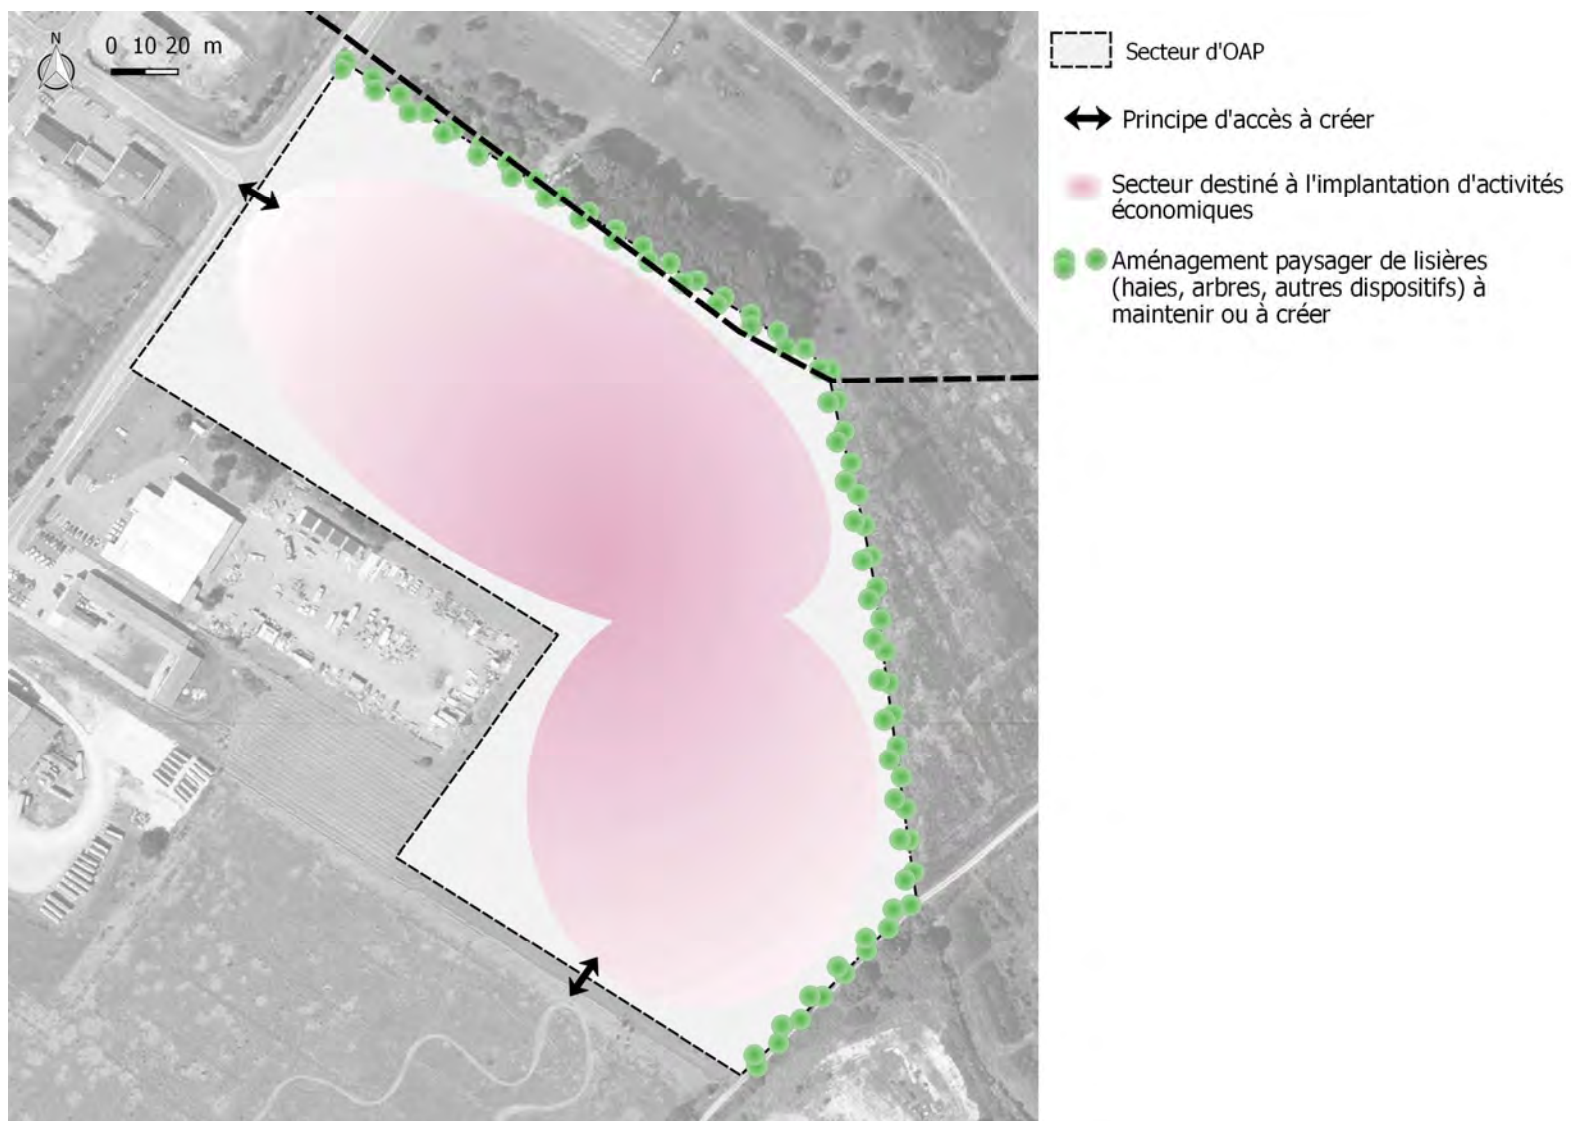 N
0 10 20 m
Secteur d'OAP
Principe d'accès à créer
Secteur destiné à l'implantation d'activités
économiques
Aménagement paysager de lisières
(haies, arbres, autres dispositifs) à
maintenir ou à créer